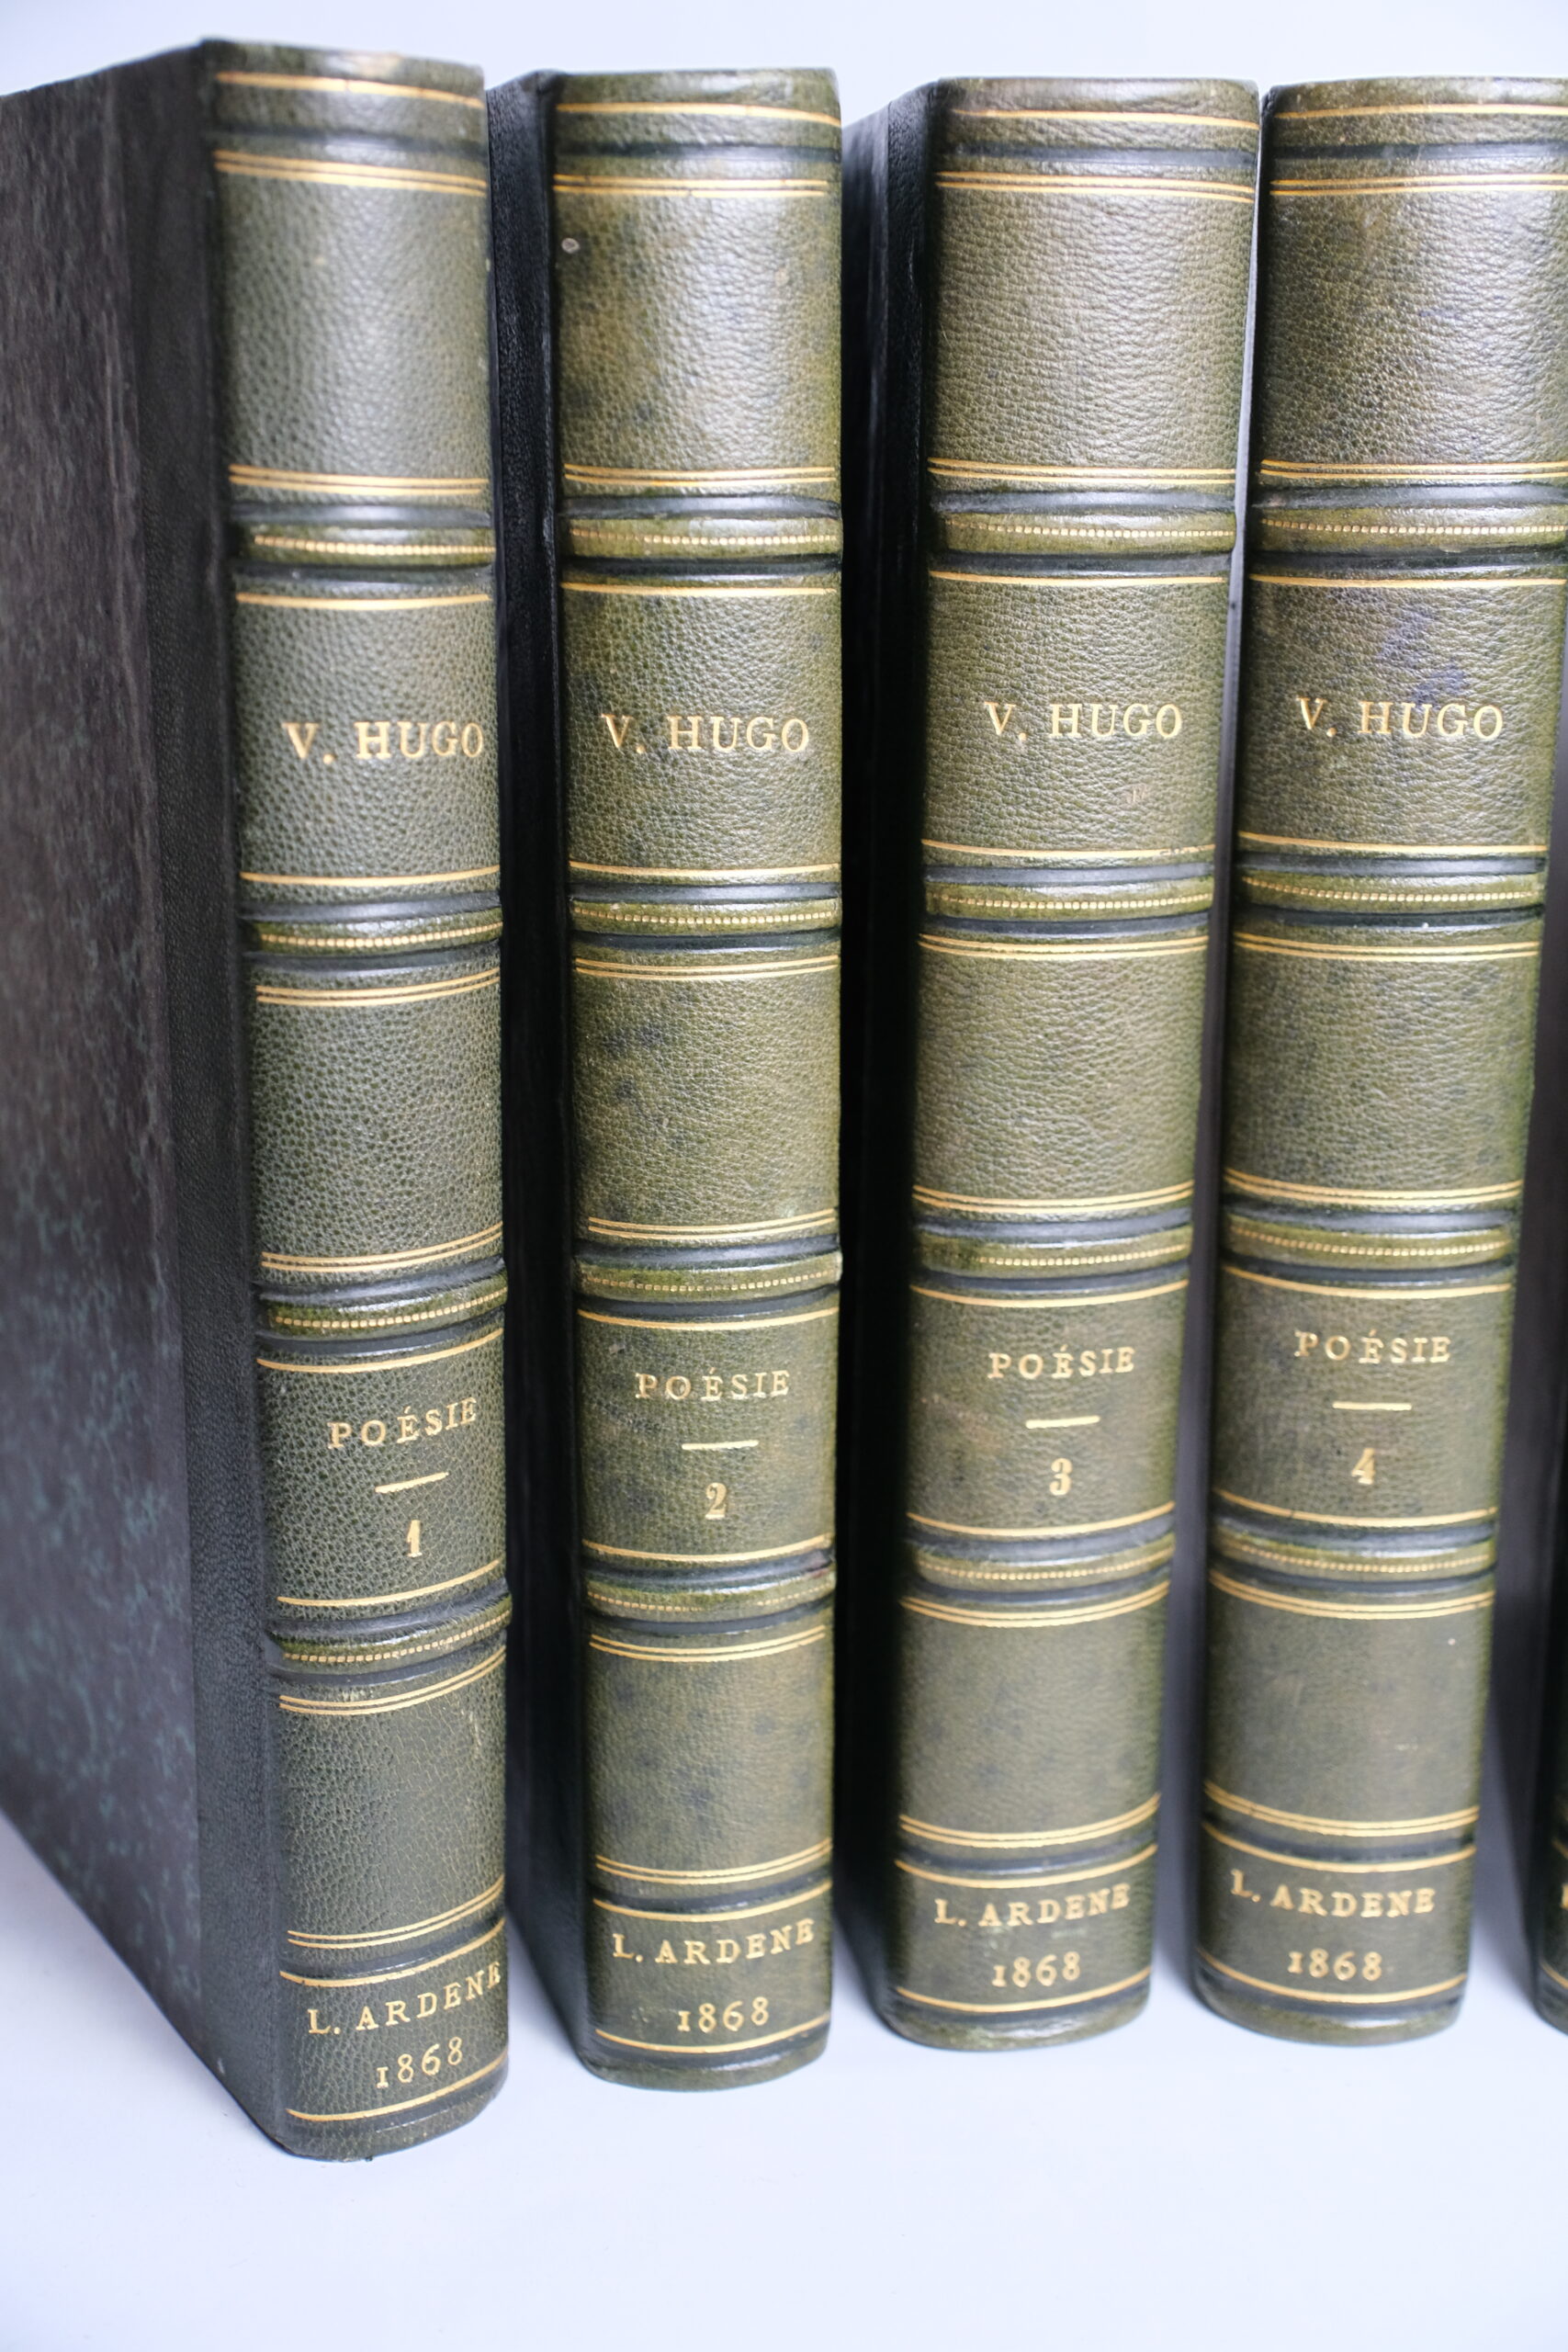 V. HUGO
POÉSIE
1
L. ARDENE
1868
V. HUGO
POÉSIE
2
L. ARDENE
1868
V. HUGO
POÉSIE
3
L. ARDENE
1868
V. HUGO
POÉSIE
4
L. ARDENE
1868